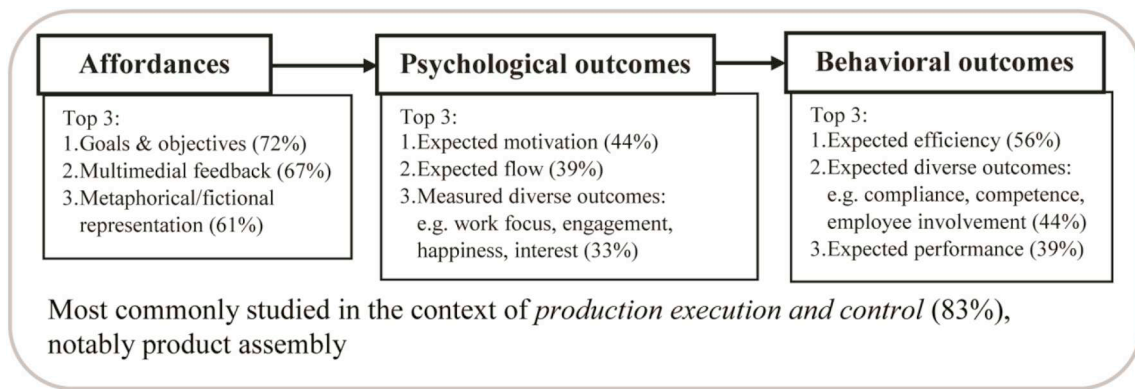 Affordances
Top 3:
1.Goals & objectives (72%)
2.Multimedial feedback (67%)
3.Metaphorical/fictional
representation (61%)
Psychological outcomes
Top 3:
1.Expected motivation (44%)
2.Expected flow (39%)
3.Measured diverse outcomes:
e.g. work focus, engagement,
happiness, interest (33%)
Behavioral outcomes
Top 3:
1.Expected efficiency (56%)
2.Expected diverse outcomes:
e.g. compliance, competence,
employee involvement (44%)
3.Expected performance (39%)
Most commonly studied in the context of production execution and control (83%),
notably product assembly